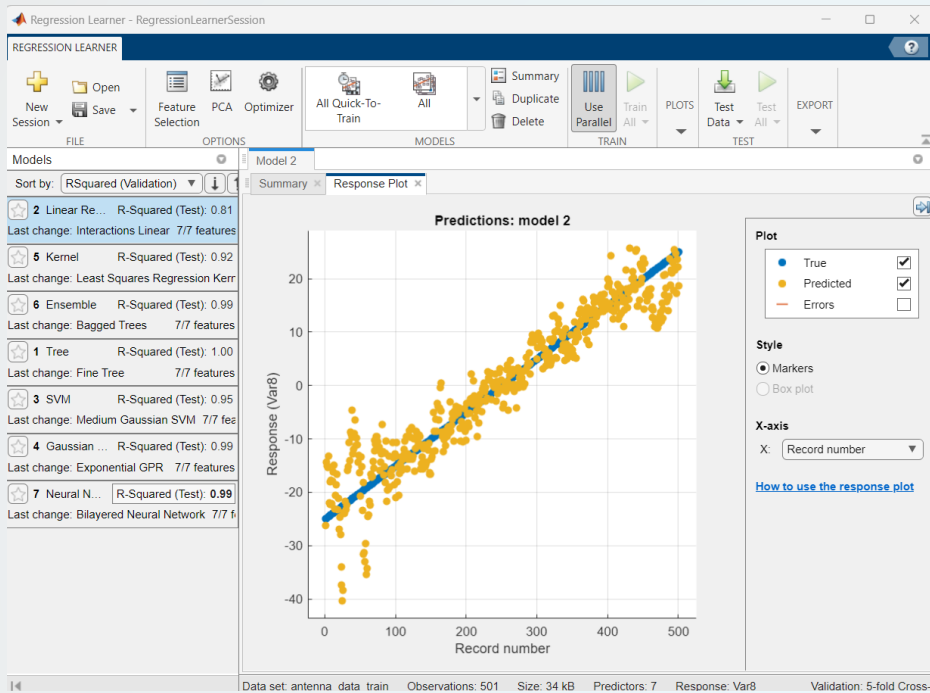 Regression Learner - RegressionLearnerSession
REGRESSION LEARNER
New Session
Open
Save
FILE
Feature Selection
PCA
Optimizer
OPTIONS
All Quick-To-Train
All
Summary
Duplicate
Delete
MODELS
Use Parallel
Train All
TRAIN
PLOTS
Test Data
Test All
TEST
EXPORT
Models
Sort by: RSquared (Validation)
2 Linear Re... R-Squared (Test): 0.81
Last change: Interactions Linear 7/7 features
5 Kernel R-Squared (Test): 0.92
Last change: Least Squares Regression Kerr
6 Ensemble R-Squared (Test): 0.99
Last change: Bagged Trees 7/7 features
1 Tree R-Squared (Test): 1.00
Last change: Fine Tree 7/7 features
3 SVM R-Squared (Test): 0.95
Last change: Medium Gaussian SVM 7/7 fea
4 Gaussian ... R-Squared (Test): 0.99
Last change: Exponential GPR 7/7 features
7 Neural N... R-Squared (Test): 0.99
Last change: Bilayered Neural Network 7/7 f
Model 2
Summary
Response Plot
Predictions: model 2
Response (Var8)
20
10
0
-10
-20
-30
-40
0 100 200 300 400 500
Record number
Plot
True
Predicted
Errors
Style
Markers
Box plot
X-axis
X: Record number
How to use the response plot
Data set: antenna_data_train Observations: 501 Size: 34 kB Predictors: 7 Response: Var8 Validation: 5-fold Cross-